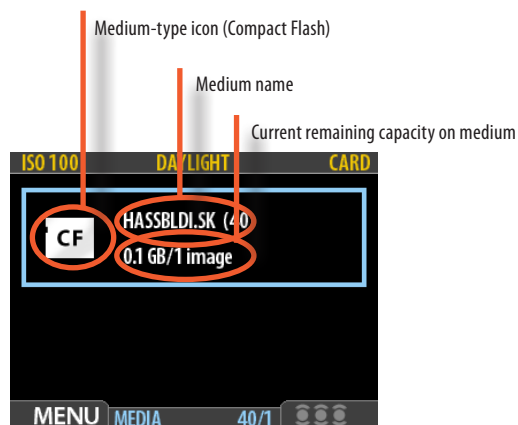 Medium-type icon (Compact Flash)
Medium name
Current remaining capacity on medium
ISO 100 DAYLIGHT CARD
CF
HASSBLDI.SK (40
0.1 GB/1 image
MENU MEDIA 40/1